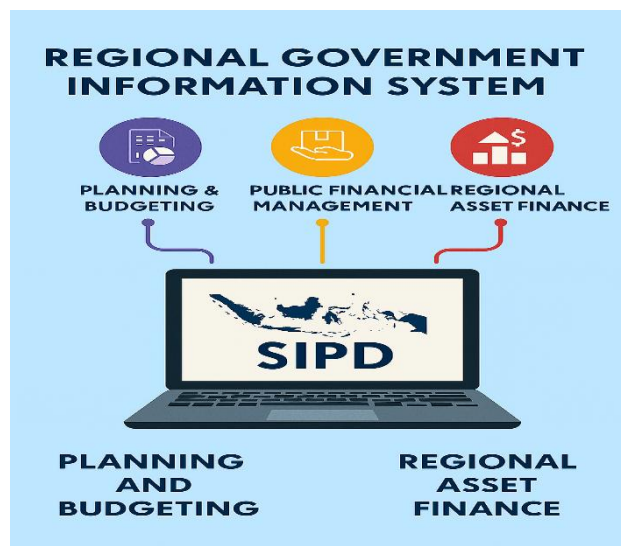 REGIONAL GOVERNMENT
INFORMATION SYSTEM
PLANNING &
BUDGETING
PUBLIC FINANCIAL
MANAGEMENT
REGIONAL
ASSET FINANCE
SIPD
PLANNING
AND
BUDGETING
REGIONAL
ASSET
FINANCE